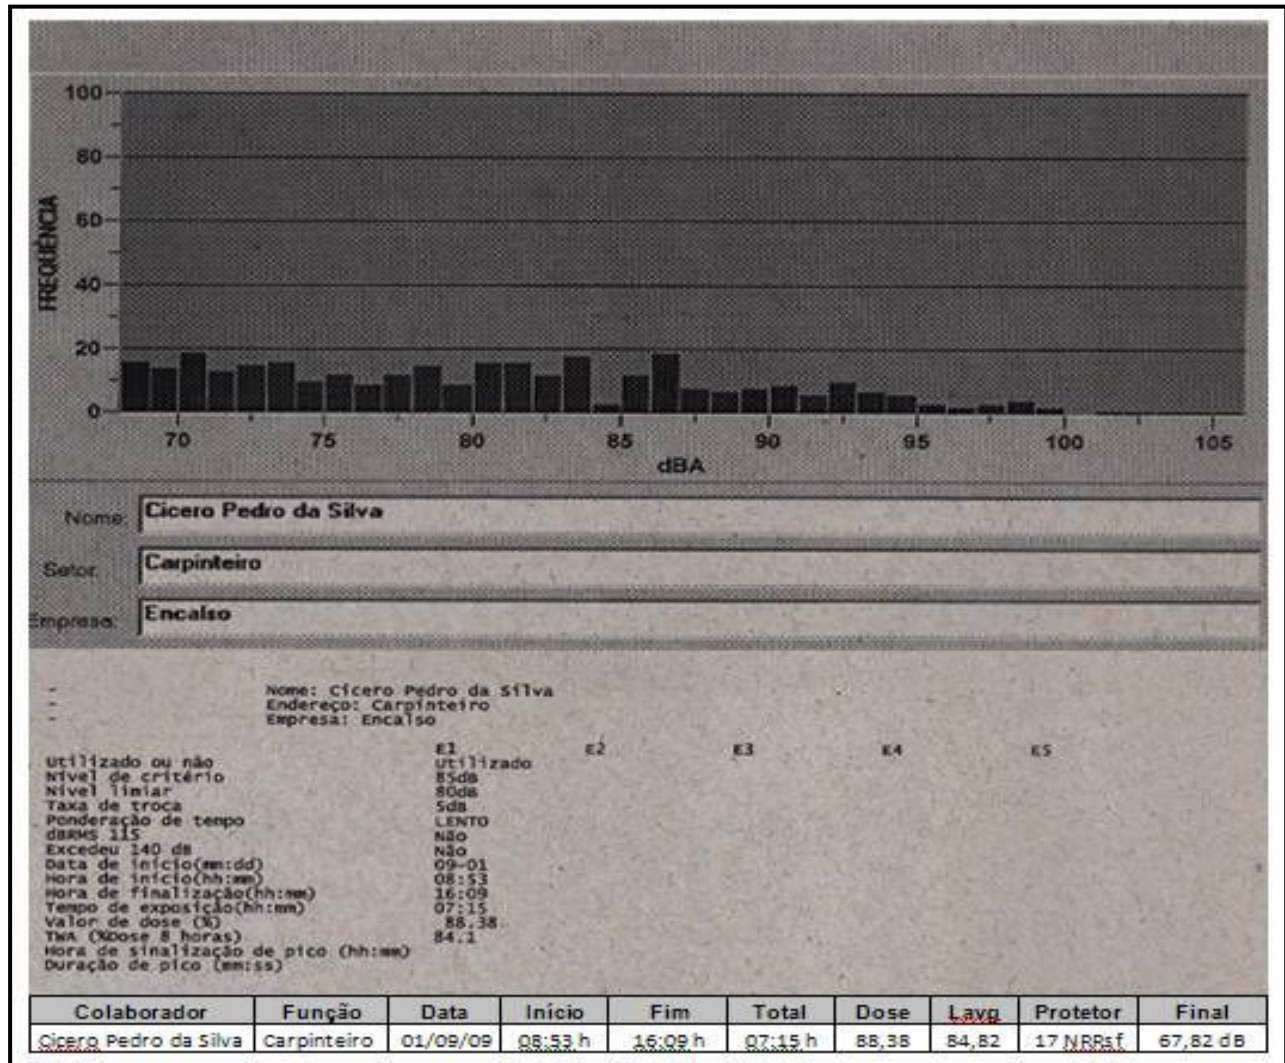 100
80
60
40
20
0
FREQUÊNCIA
70 75 80 85 90 95 100 105
dBA
Nome: Cicero Pedro da Silva
Setor: Carpinteiro
Empresa: Encalso
- Nome: Cícero Pedro da Silva
- Endereço: Carpinteiro
- Empresa: Encalso
E1 E2 E3 E4 E5
Utilizado ou não Utilizado
Nível de critério 85dB
Nível limiar 80dB
Taxa de troca 5dB
Ponderação de tempo LENTO
dBRMS 115 Não
Excedeu 140 dB Não
Data de início(mm:dd) 09-01
Hora de início(hh:mm) 08:53
Hora de finalização(hh:mm) 16:09
Tempo de exposição(hh:mm) 07:15
Valor de dose (%) 88.38
TWA (%Dose 8 horas) 84.1
Hora de sinalização de pico (hh:mm)
Duração de pico (mm:ss)
Colaborador Função Data Início Fim Total Dose Lavg Protetor Final
Cicero Pedro da Silva Carpinteiro 01/09/09 08:53 h 16:09 h 07:15 h 88,38 84,82 17 NRRsf 67,82 dB